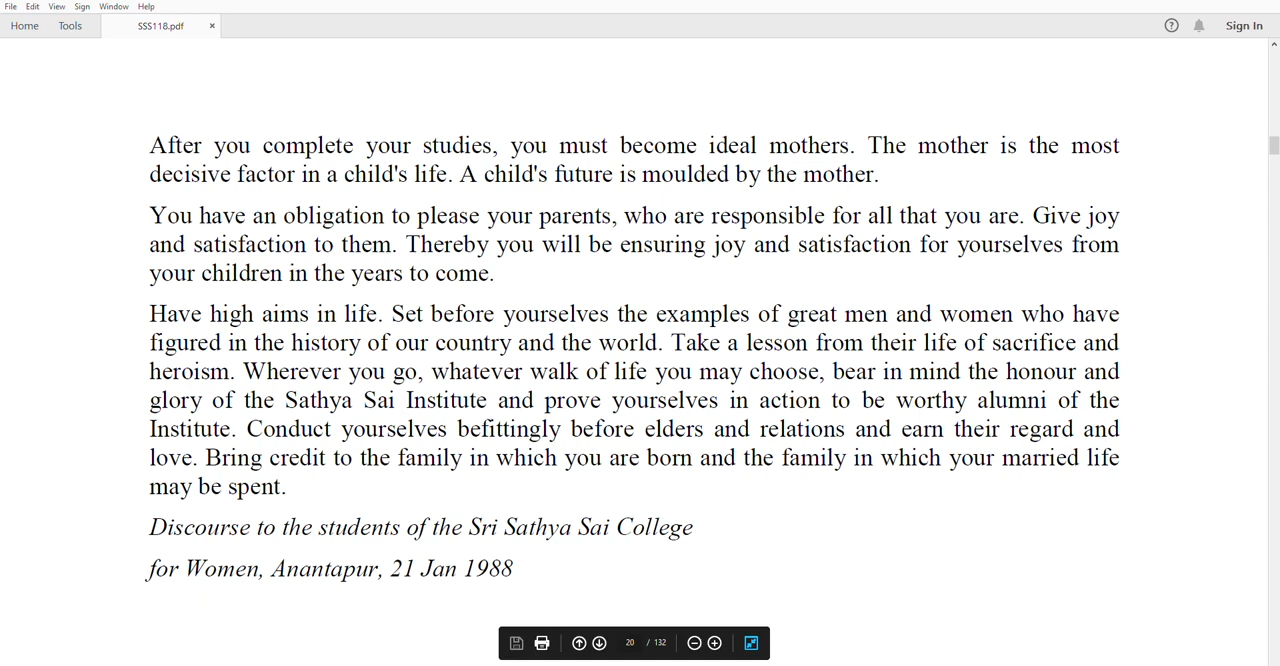 File Edit View Sign Window Help
Home Tools SSS118.pdf × ? Sign In
After you complete your studies, you must become ideal mothers. The mother is the most
decisive factor in a child's life. A child's future is moulded by the mother.
You have an obligation to please your parents, who are responsible for all that you are. Give joy
and satisfaction to them. Thereby you will be ensuring joy and satisfaction for yourselves from
your children in the years to come.
Have high aims in life. Set before yourselves the examples of great men and women who have
figured in the history of our country and the world. Take a lesson from their life of sacrifice and
heroism. Wherever you go, whatever walk of life you may choose, bear in mind the honour and
glory of the Sathya Sai Institute and prove yourselves in action to be worthy alumni of the
Institute. Conduct yourselves befittingly before elders and relations and earn their regard and
love. Bring credit to the family in which you are born and the family in which your married life
may be spent.
Discourse to the students of the Sri Sathya Sai College
for Women, Anantapur, 21 Jan 1988
20 / 132